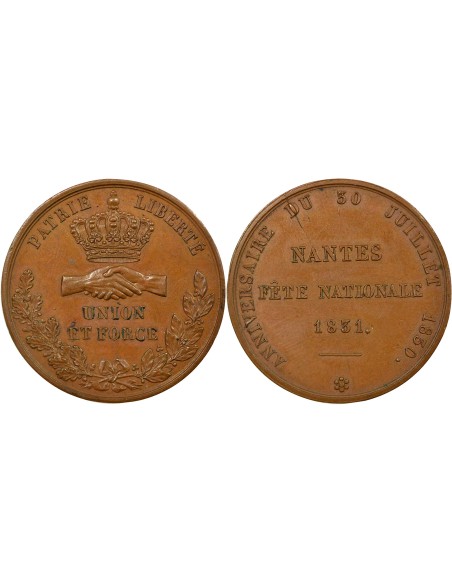 PATRIE LIBERTÉ
UNION
ET FORCE
ANNIVERSAIRE DU 30 JUILLET 1830.
NANTES
FÊTE NATIONALE
1831.